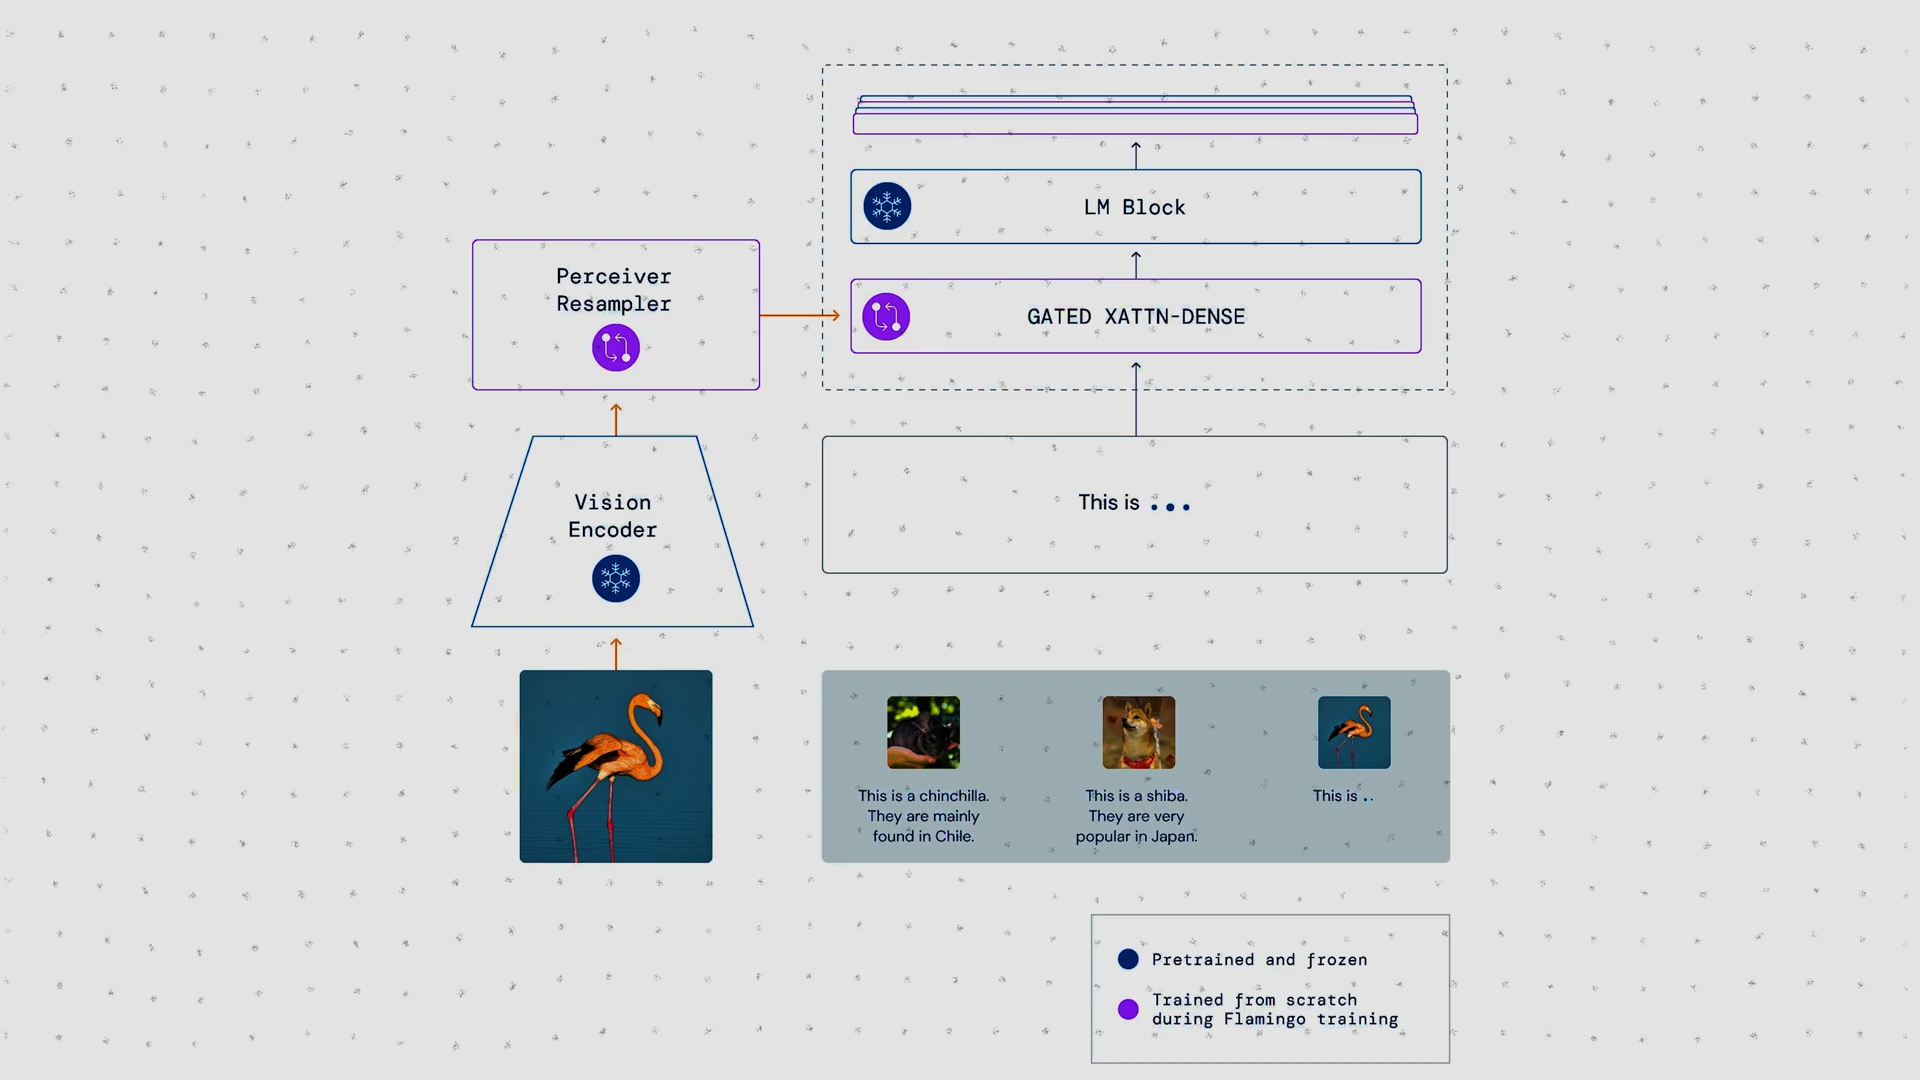 LM Block
Perceiver
Resampler
GATED XATTN-DENSE
Vision
Encoder
This is ...
This is a chinchilla.
They are mainly
found in Chile.
This is a shiba.
They are very
popular in Japan.
This is ..
Pretrained and frozen
Trained from scratch
during Flamingo training